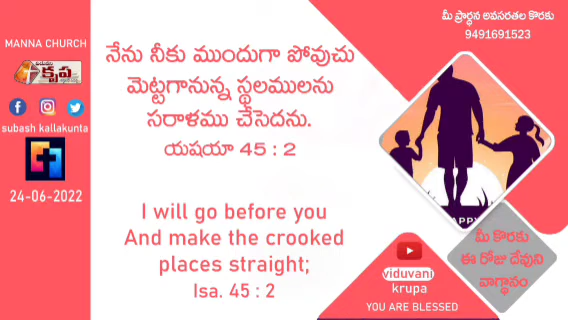 MANNA CHURCH
కృప
subash kallakunta
24-06-2022
నేను నీకు ముందుగా పోవుచు
మెట్టగానున్న స్థలములను
సరాళము చేసెదను.
యషయా 45 : 2
I will go before you
And make the crooked
places straight;
Isa. 45 : 2
మీ ప్రార్థన అవసరతల కొరకు
9491691523
APPY
మీ కొరకు
ఈ రోజు దేవుని
వాగ్థానం
viduvani
krupa
YOU ARE BLESSED